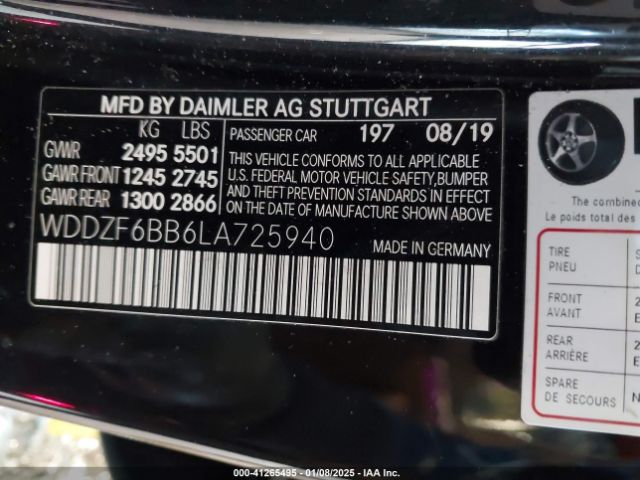 MFD BY DAIMLER AG STUTTGART
KG LBS
GVWR 2495 5501
GAWR FRONT 1245 2745
GAWR REAR 1300 2866
PASSENGER CAR 197 08/19
THIS VEHICLE CONFORMS TO ALL APPLICABLE
U.S. FEDERAL MOTOR VEHICLE SAFETY, BUMPER
AND THEFT PREVENTION STANDARDS IN EFFECT
ON THE DATE OF MANUFACTURE SHOWN ABOVE
WDDZF6BB6LA725940
MADE IN GERMANY
The combined
Le poids total des
TIRE
PNEU
FRONT
AVANT
REAR
ARRIÈRE
SPARE
DE SECOURS
000-41265495 - 01/08/2025 - IAA Inc.